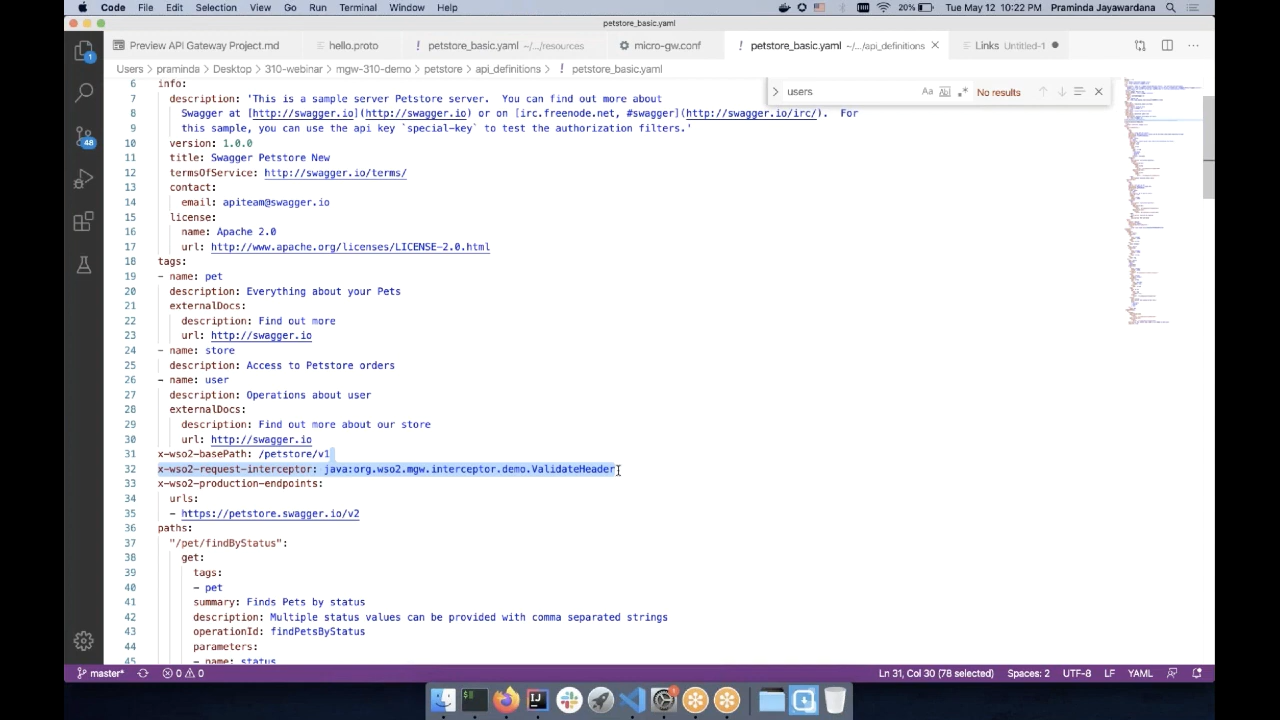 Code File Edit Selection View Go Run Terminal Window Help 20% Tue May 12 10:22 PM Praminda Jayawardana
petstore_basic.yaml
Preview API Gateway Project.md hello.proto petstore_basic.yaml ~/.../resources micro-gw.conf petstore_basic.yaml ~/.../api_definitions Links Untitled-1
Users > praminda > Desktop > 310-webinar > mgw-310-demo > petstore > api_definitions > petstore_basic.yaml
users Aa Abl No results
6 info:
7 description: 'This is a sample server Petstore server. You can find out more about
8 Swagger at [http://swagger.io](http://swagger.io) or on [irc.freenode.net, #swagger](http://swagger.io/irc/). For
9 this sample, you can use the api key `special-key` to test the authorization filters.'
10 version: 1.0.0
11 title: Swagger Petstore New
12 termsOfService: http://swagger.io/terms/
13 contact:
14 email: apiteam@swagger.io
15 license:
16 name: Apache 2.0
17 url: http://www.apache.org/licenses/LICENSE-2.0.html
18 tags:
19 - name: pet
20 description: Everything about your Pets
21 externalDocs:
22 description: Find out more
23 url: http://swagger.io
24 - name: store
25 description: Access to Petstore orders
26 - name: user
27 description: Operations about user
28 externalDocs:
29 description: Find out more about our store
30 url: http://swagger.io
31 x-wso2-basePath: /petstore/v1
32 x-wso2-request-interceptor: java:org.wso2.mgw.interceptor.demo.ValidateHeader
33 x-wso2-production-endpoints:
34 urls:
35 - https://petstore.swagger.io/v2
36 paths:
37 "/pet/findByStatus":
38 get:
39 tags:
40 - pet
41 summary: Finds Pets by status
42 description: Multiple status values can be provided with comma separated strings
43 operationId: findPetsByStatus
44 parameters:
45 - name: status
1
48
master* 0 0 Ln 31, Col 30 (78 selected) Spaces: 2 UTF-8 LF YAML
1